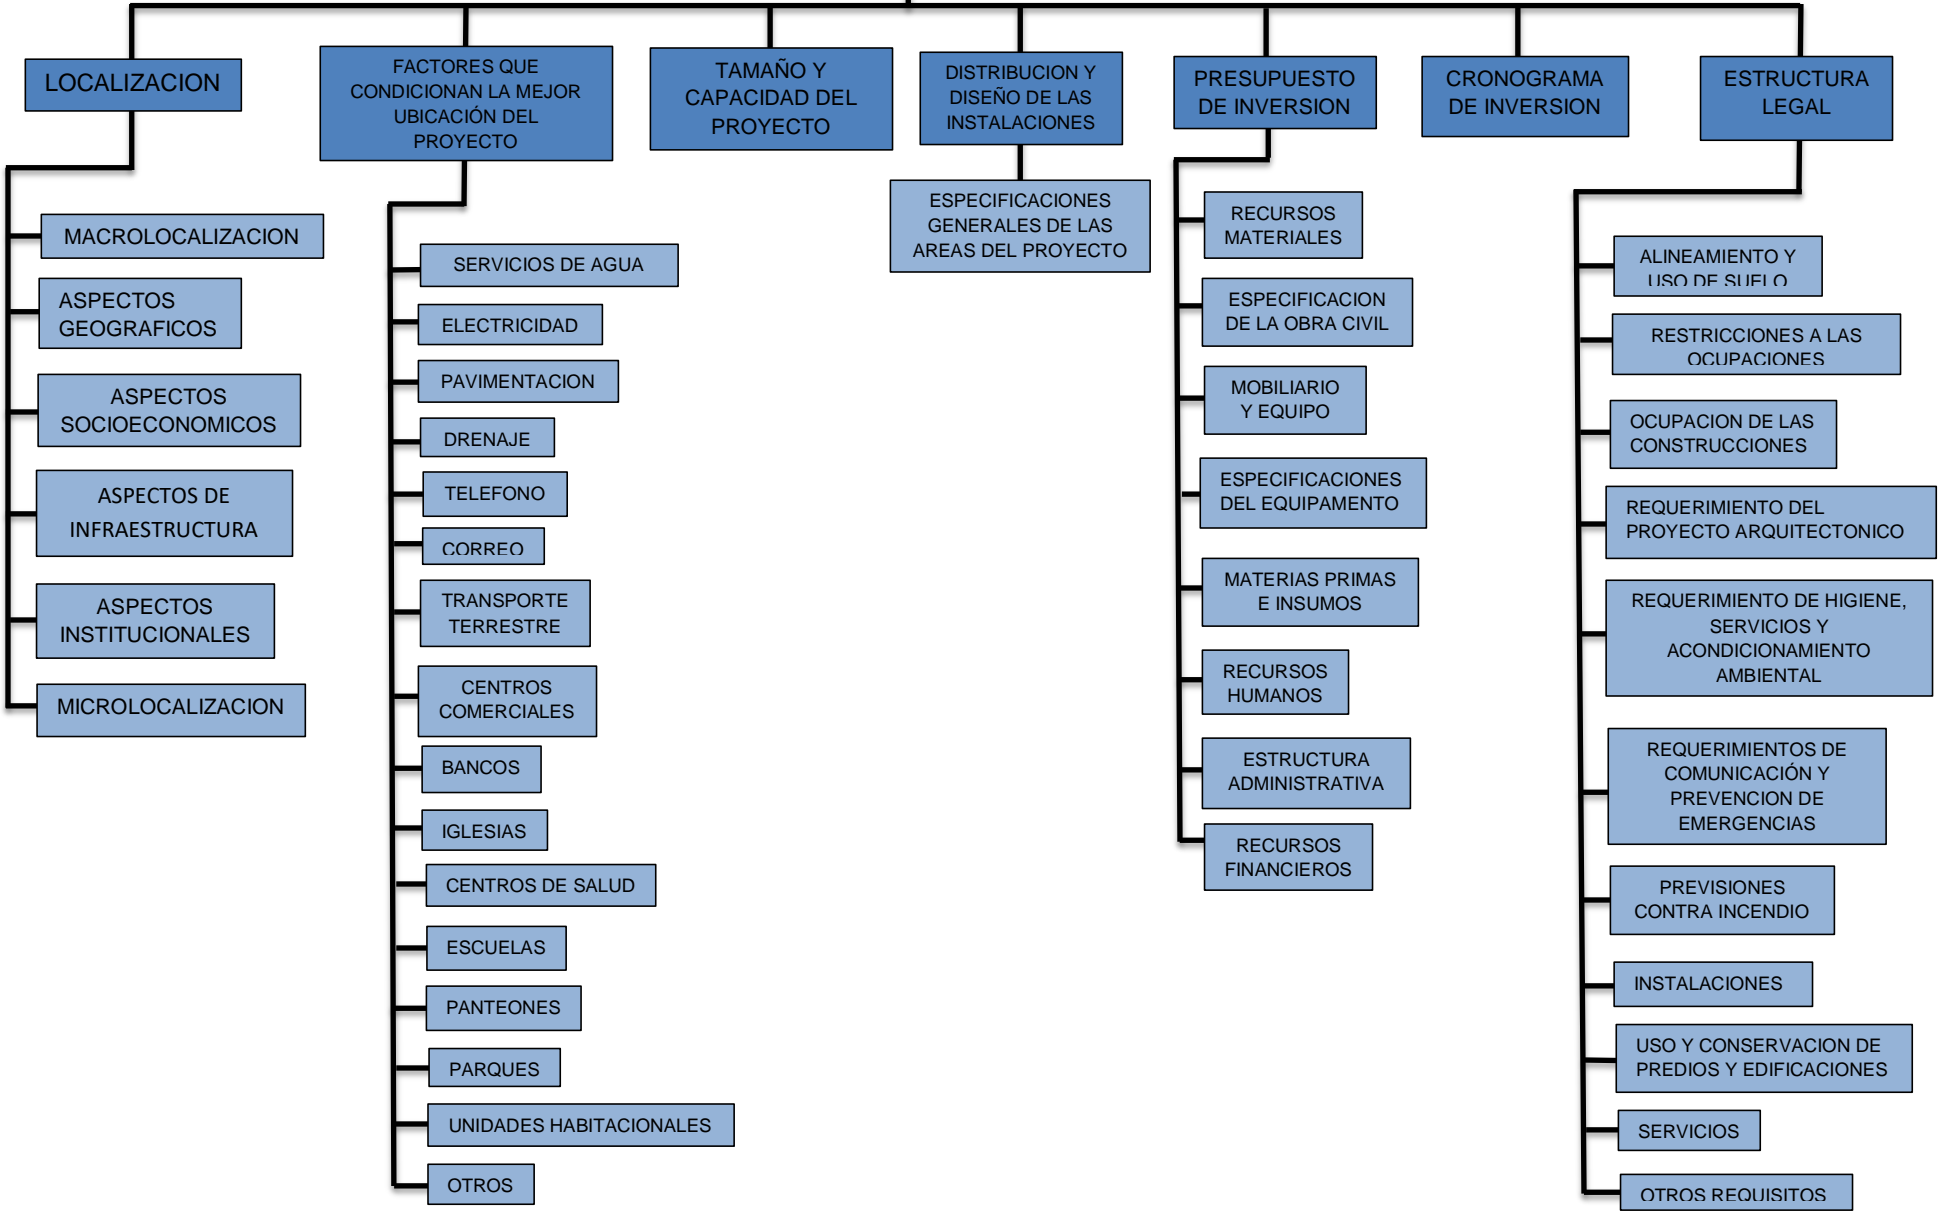 LOCALIZACION
MACROLOCALIZACION
ASPECTOS
GEOGRAFICOS
ASPECTOS
SOCIOECONOMICOS
ASPECTOS DE
INFRAESTRUCTURA
ASPECTOS
INSTITUCIONALES
MICROLOCALIZACION
FACTORES QUE
CONDICIONAN LA MEJOR
UBICACIÓN DEL
PROYECTO
SERVICIOS DE AGUA
ELECTRICIDAD
PAVIMENTACION
DRENAJE
TELEFONO
CORREO
TRANSPORTE
TERRESTRE
CENTROS
COMERCIALES
BANCOS
IGLESIAS
CENTROS DE SALUD
ESCUELAS
PANTEONES
PARQUES
UNIDADES HABITACIONALES
OTROS
TAMAÑO Y
CAPACIDAD DEL
PROYECTO
DISTRIBUCION Y
DISEÑO DE LAS
INSTALACIONES
ESPECIFICACIONES
GENERALES DE LAS
AREAS DEL PROYECTO
PRESUPUESTO
DE INVERSION
RECURSOS
MATERIALES
ESPECIFICACION
DE LA OBRA CIVIL
MOBILIARIO
Y EQUIPO
ESPECIFICACIONES
DEL EQUIPAMENTO
MATERIAS PRIMAS
E INSUMOS
RECURSOS
HUMANOS
ESTRUCTURA
ADMINISTRATIVA
RECURSOS
FINANCIEROS
CRONOGRAMA
DE INVERSION
ESTRUCTURA
LEGAL
ALINEAMIENTO Y
USO DE SUELO
RESTRICCIONES A LAS
OCUPACIONES
OCUPACION DE LAS
CONSTRUCCIONES
REQUERIMIENTO DEL
PROYECTO ARQUITECTONICO
REQUERIMIENTO DE HIGIENE,
SERVICIOS Y
ACONDICIONAMIENTO
AMBIENTAL
REQUERIMIENTOS DE
COMUNICACIÓN Y
PREVENCION DE
EMERGENCIAS
PREVISIONES
CONTRA INCENDIO
INSTALACIONES
USO Y CONSERVACION DE
PREDIOS Y EDIFICACIONES
SERVICIOS
OTROS REQUISITOS